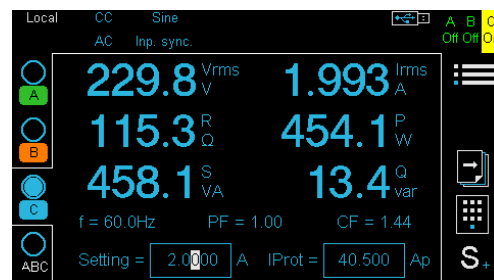 Local CC Sine A B C
AC Inp. sync. Off Off O
229.8 Vrms V 1.993 Irms A
A
115.3 R Ω 454.1 P W
B
458.1 S VA 13.4 Q var
C
f = 60.0Hz PF = 1.00 CF = 1.44
Setting = 2.0000 A IProt = 40.500 Ap S+
ABC